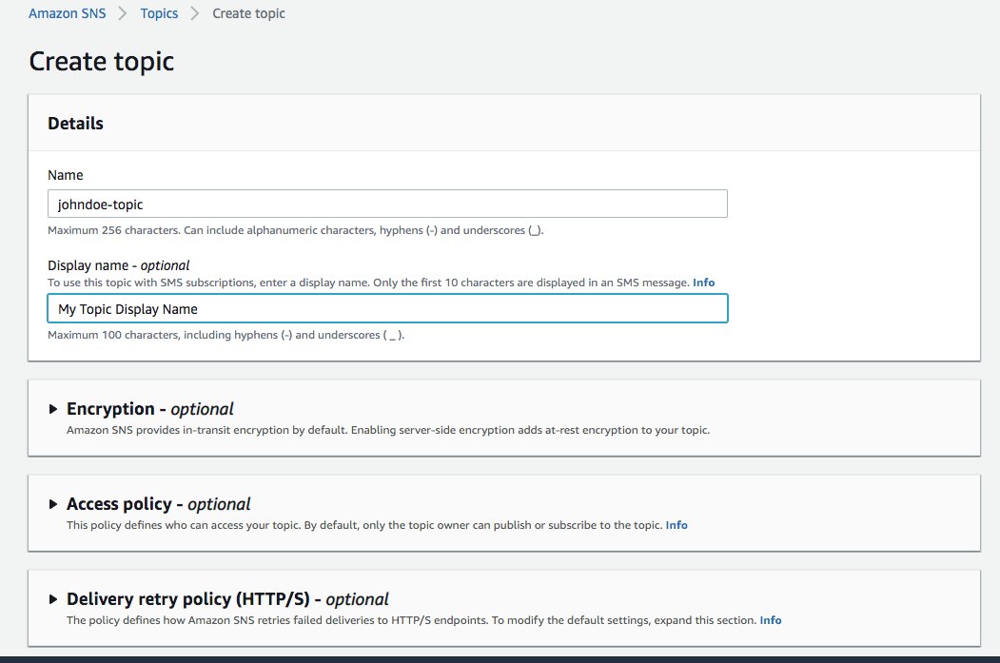 Amazon SNS > Topics > Create topic
Create topic
Details
Name
johndoe-topic
Maximum 256 characters. Can include alphanumeric characters, hyphens (-) and underscores (_).
Display name - optional
To use this topic with SMS subscriptions, enter a display name. Only the first 10 characters are displayed in an SMS message. Info
My Topic Display Name
Maximum 100 characters, including hyphens (-) and underscores ( _ ).
Encryption - optional
Amazon SNS provides in-transit encryption by default. Enabling server-side encryption adds at-rest encryption to your topic.
Access policy - optional
This policy defines who can access your topic. By default, only the topic owner can publish or subscribe to the topic. Info
Delivery retry policy (HTTP/S) - optional
The policy defines how Amazon SNS retries failed deliveries to HTTP/S endpoints. To modify the default settings, expand this section. Info